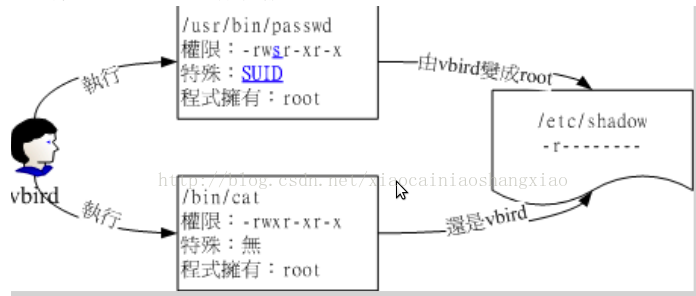 /usr/bin/passwd
權限：-rwsr-xr-x
特殊：SUID
程式擁有：root
執行
由vbird變成root
/etc/shadow
-r--------
vbird
http://blog.csdn.net/xiaocainiaoshangxiao
執行
/bin/cat
權限：-rwxr-xr-x
特殊：無
程式擁有：root
還是vbird